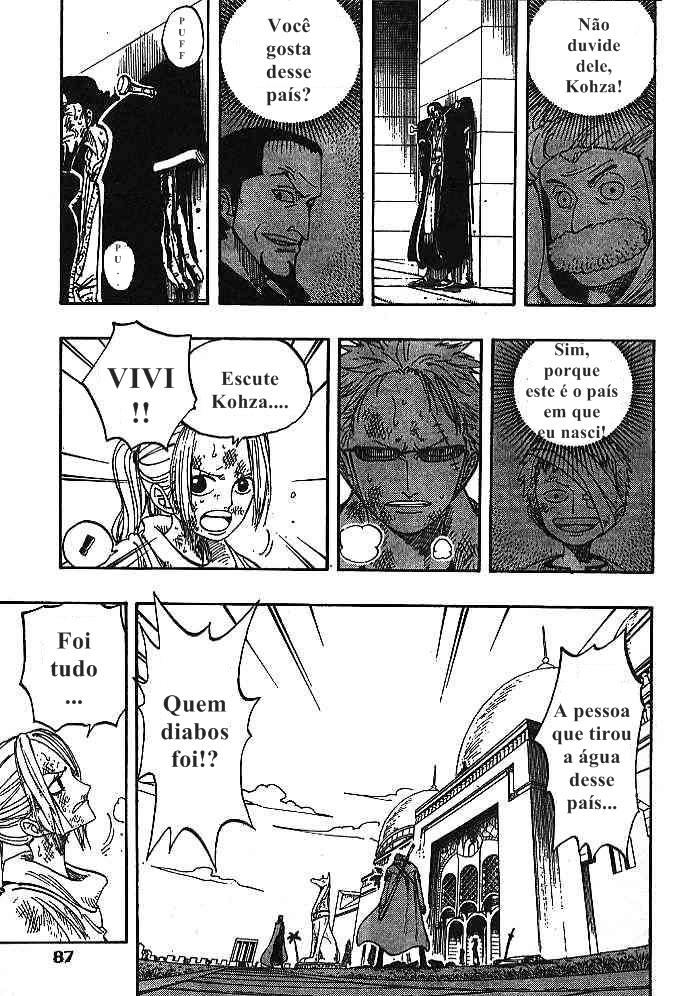 Não
duvide
dele,
Kohza!
Você
gosta
desse
país?
P
U
F
F
P
U
.
Sim,
porque
este é o país
em que
eu nasci!
Escute
Kohza....
VIVI
!!
!
A pessoa
que tirou
a água
desse
país...
Quem
diabos
foi!?
Foi
tudo
...
87